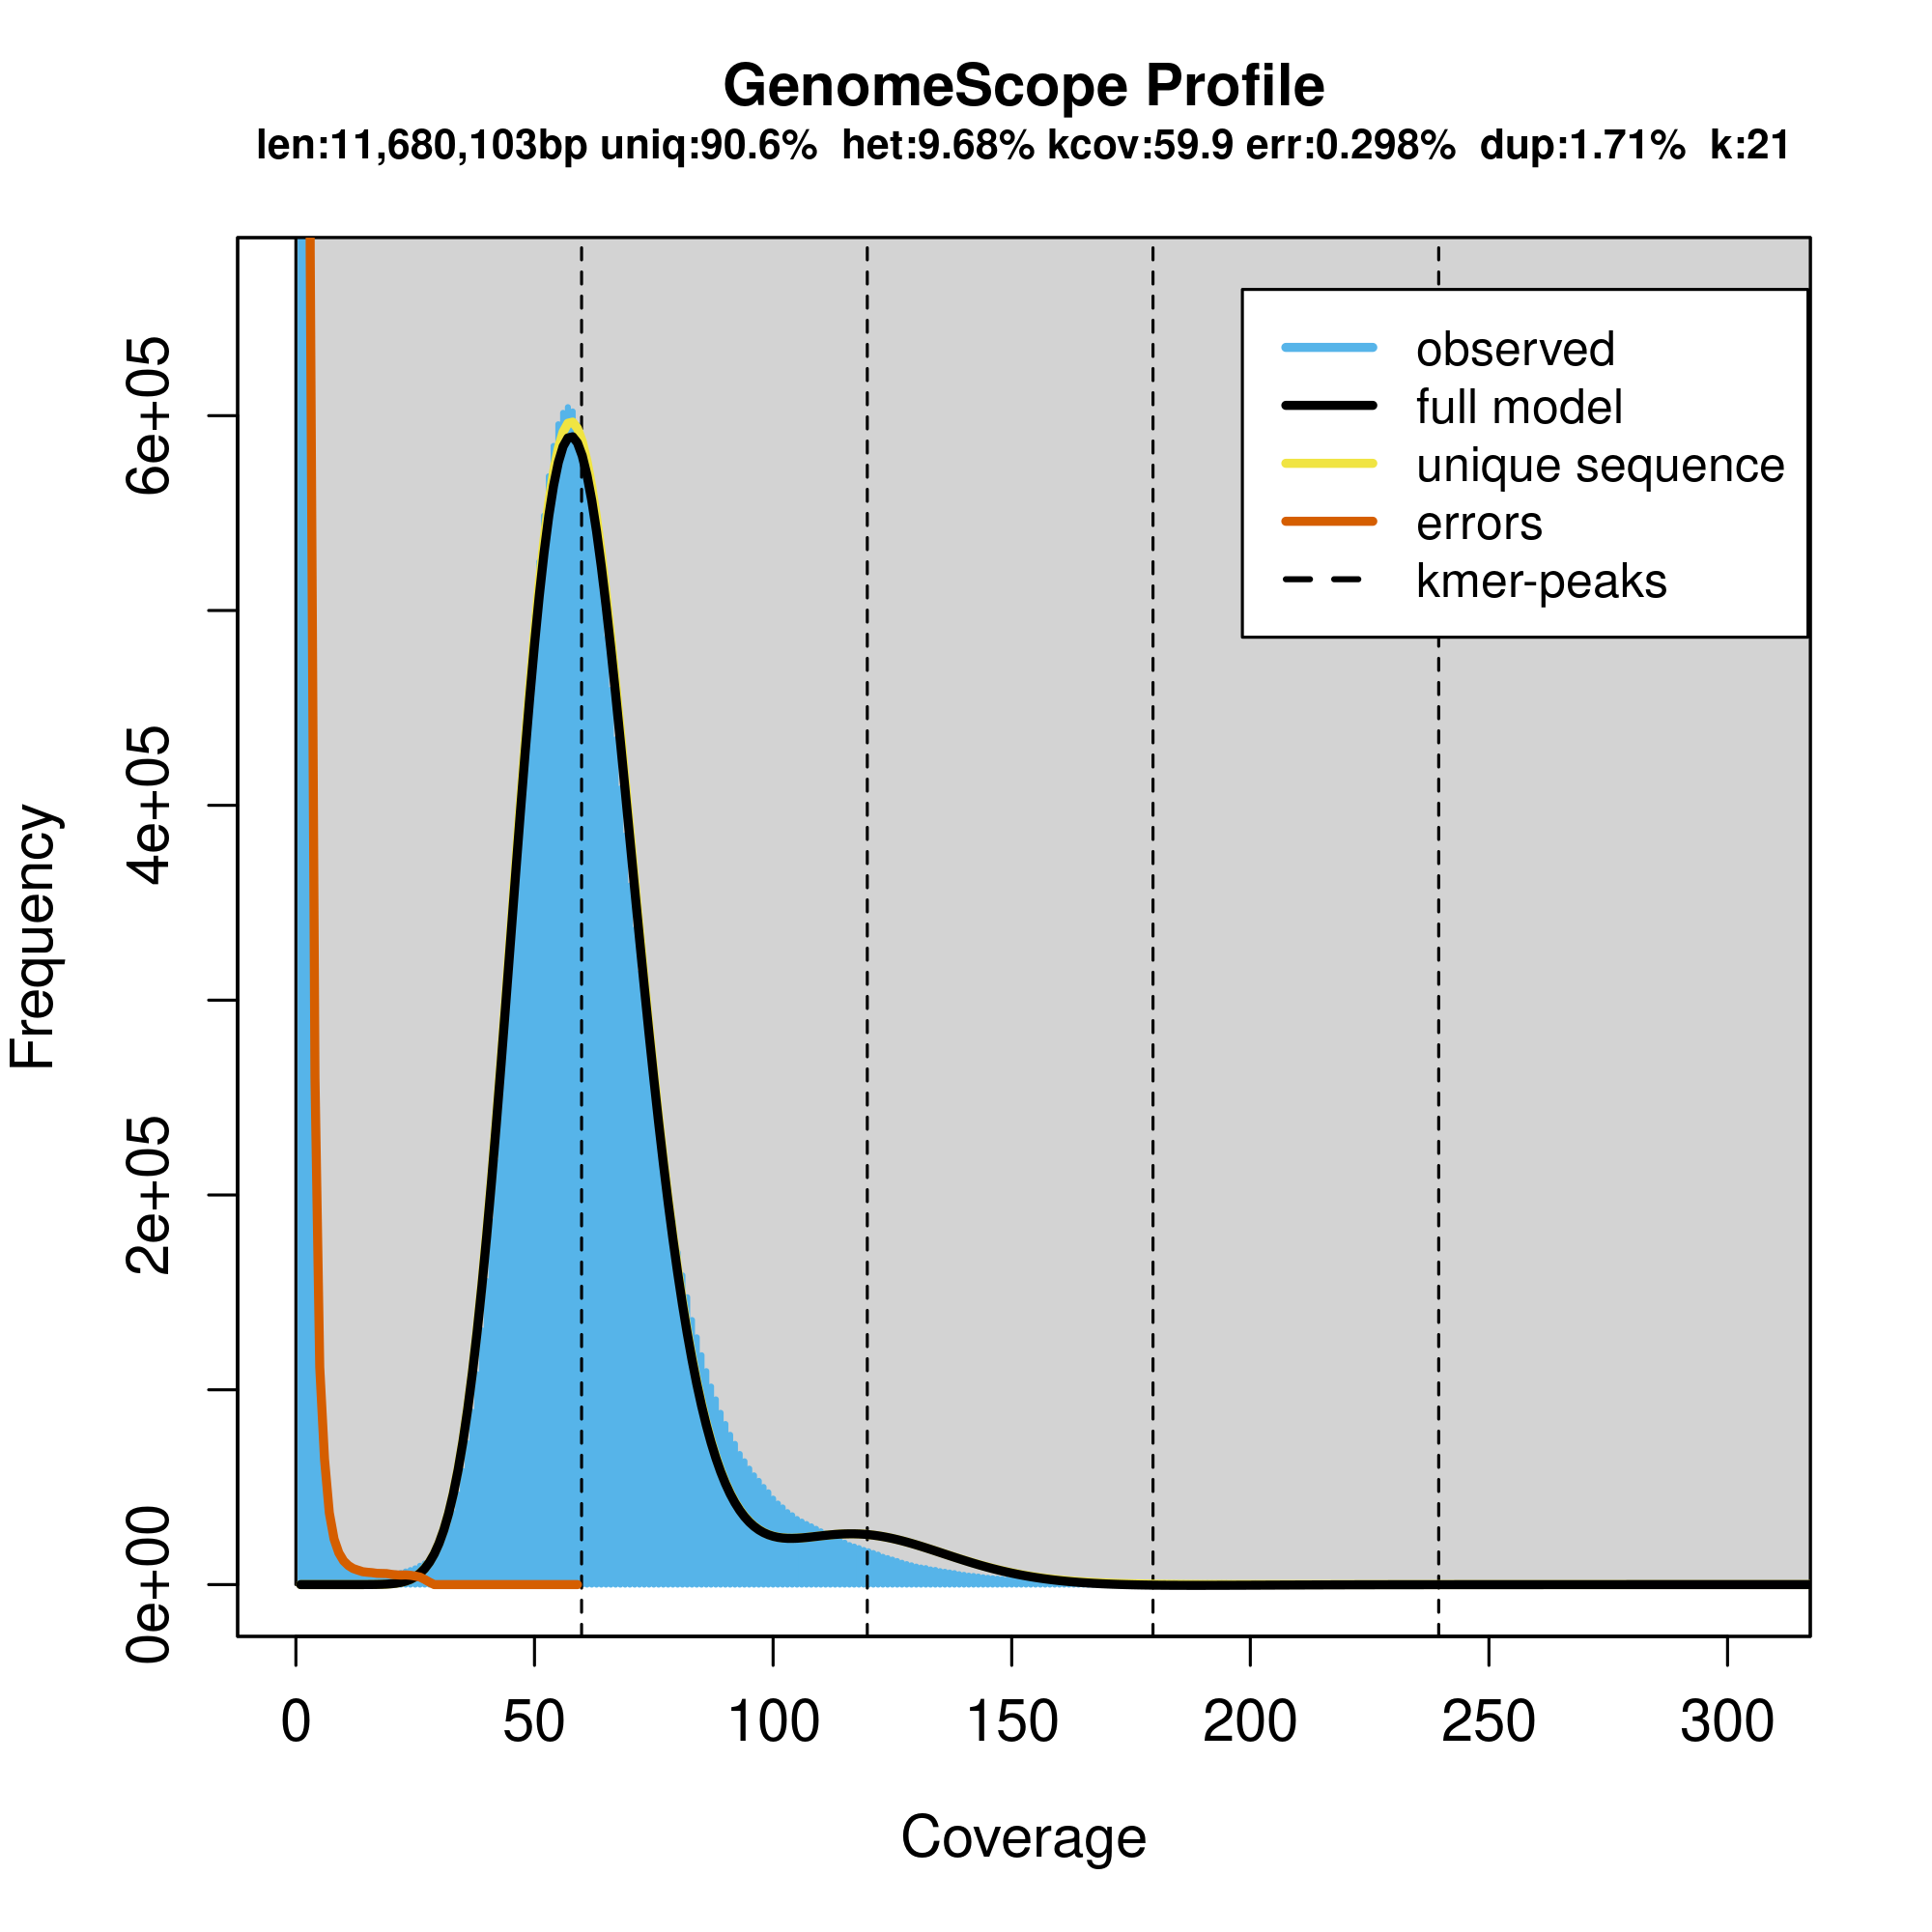 GenomeScope Profile
len:11,680,103bp uniq:90.6% het:9.68% kcov:59.9 err:0.298% dup:1.71% k:21
observed
full model
unique sequence
errors
kmer-peaks
Frequency
6e+05
4e+05
2e+05
0e+00
0 50 100 150 200 250 300
Coverage